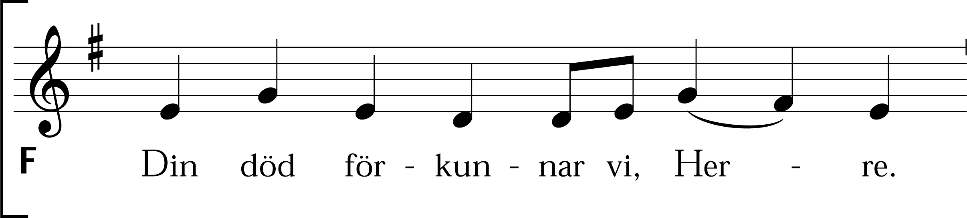 F Din död för - kun - nar vi, Her - re.